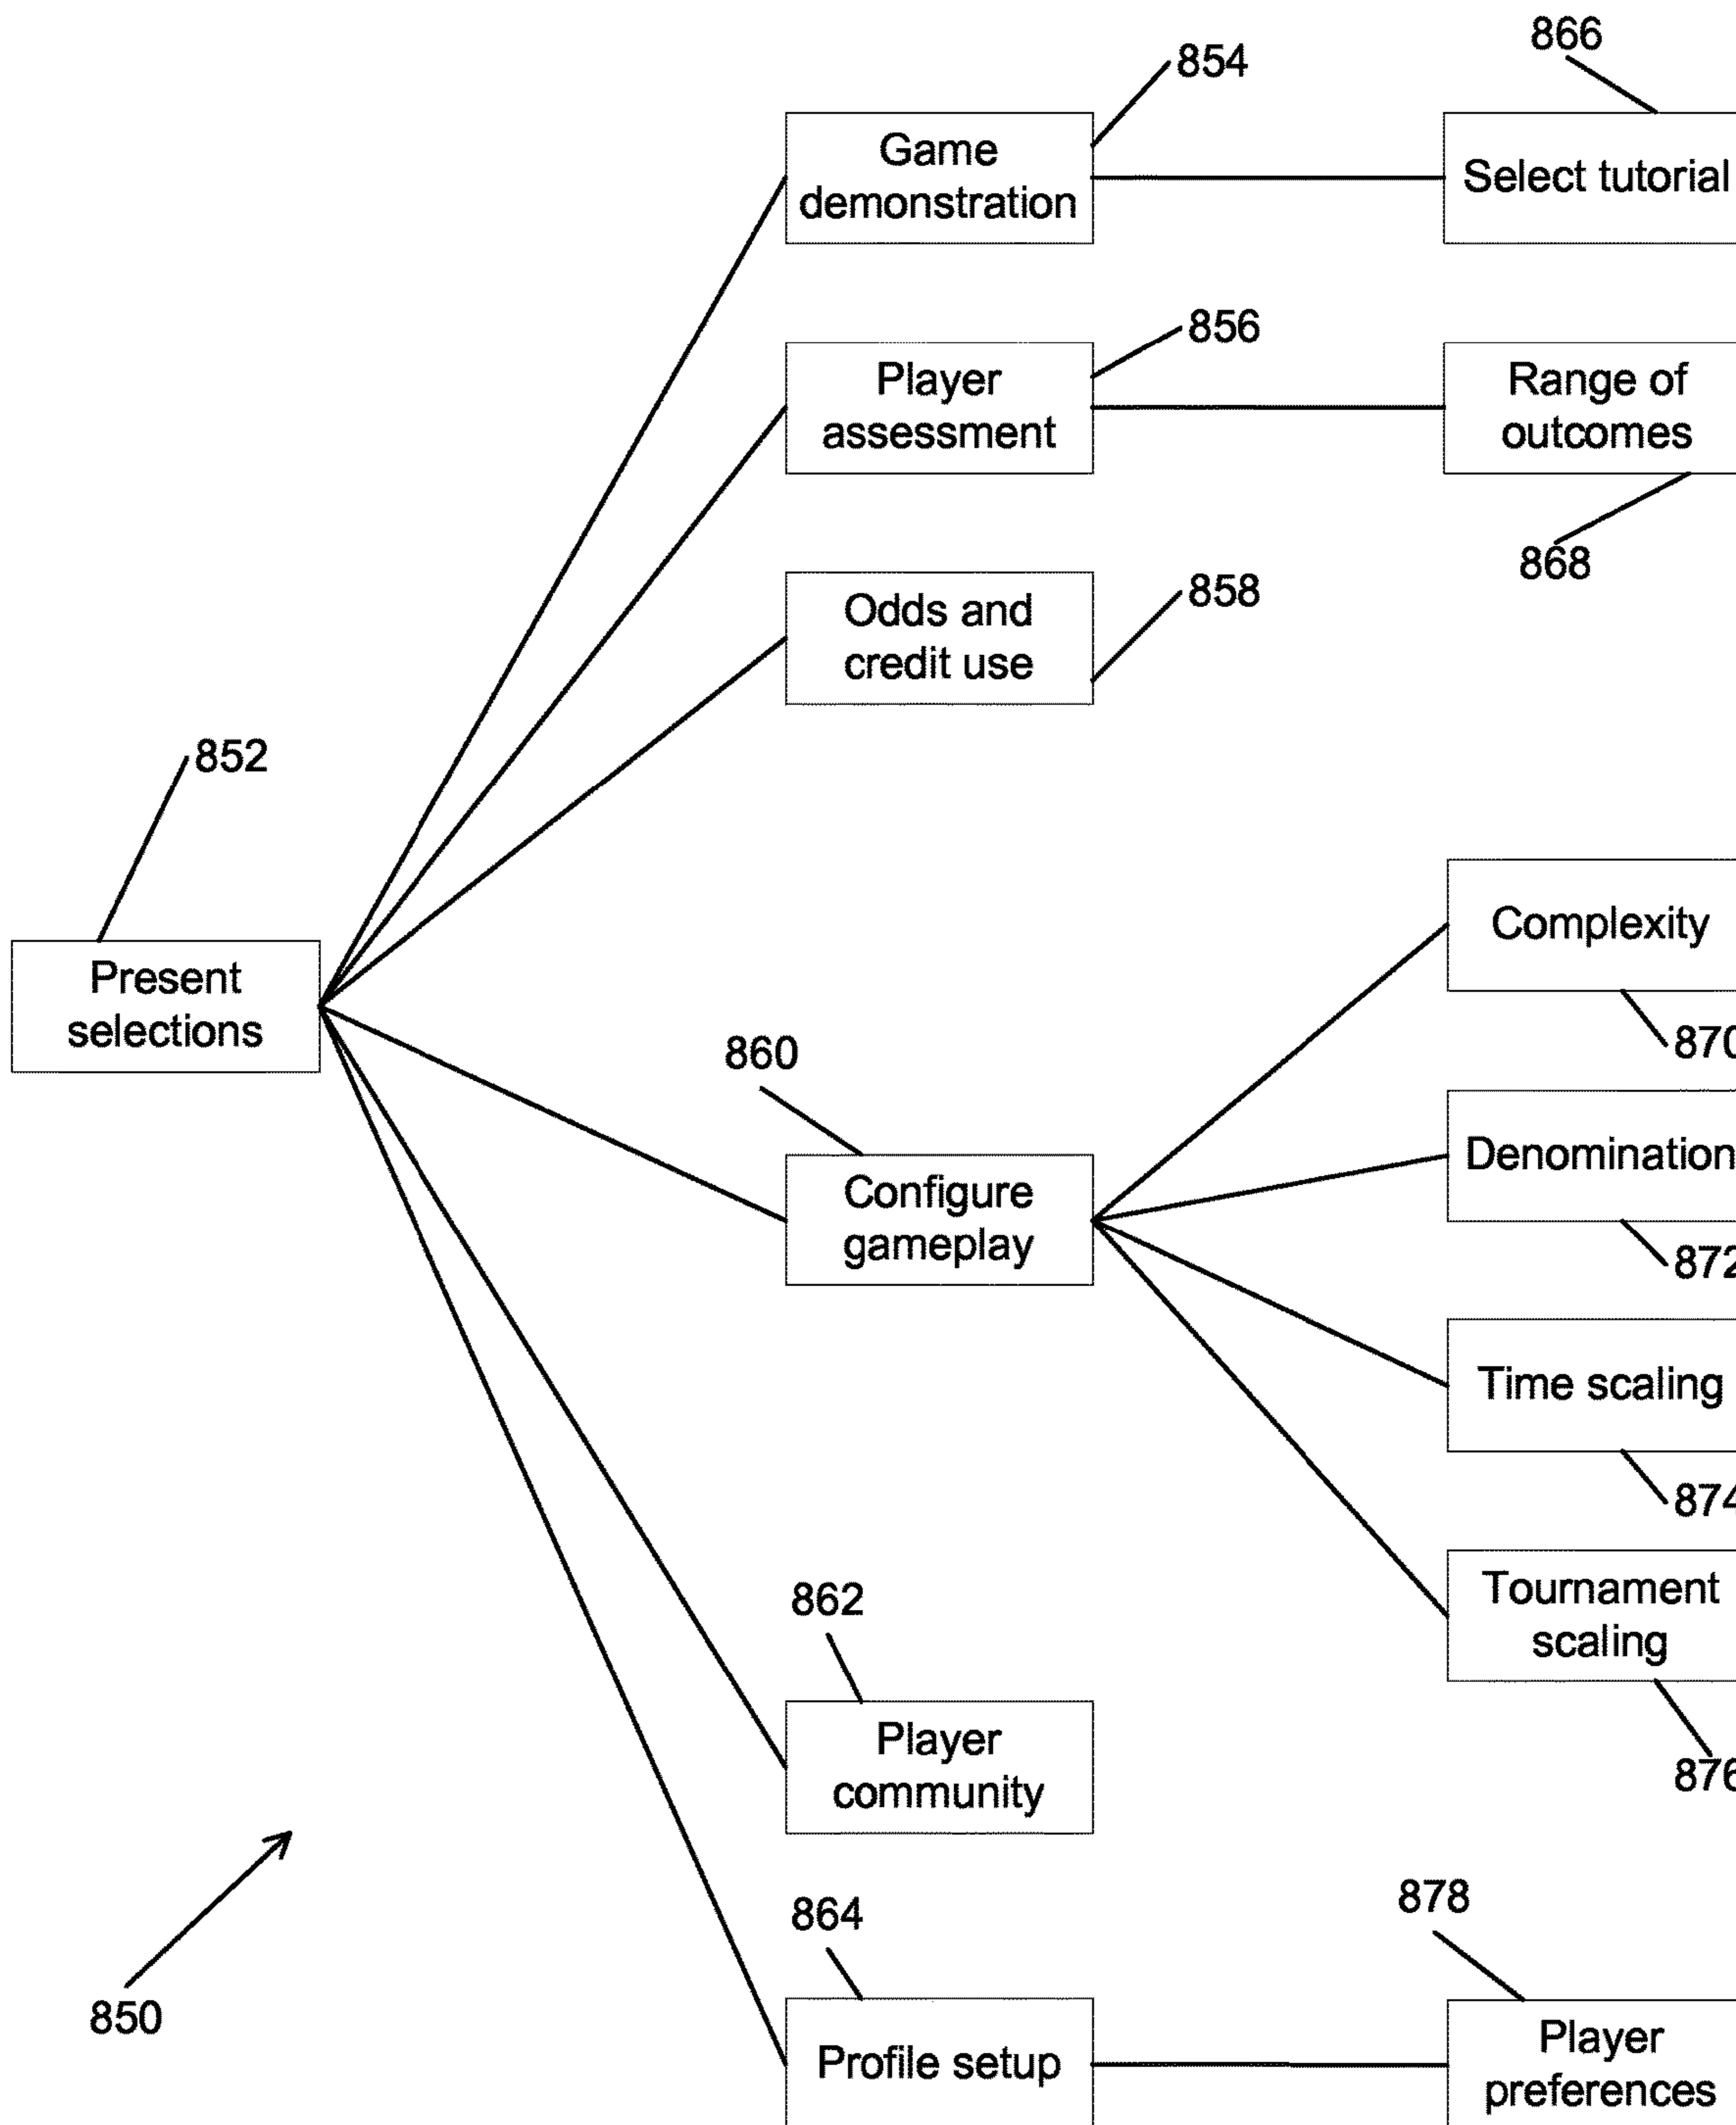 866
854
Game
demonstration
Select tutorial
856
Player
assessment
Range of
outcomes
868
858
Odds and
credit use
852
Present
selections
Complexity
870
860
Configure
gameplay
Denomination
872
Time scaling
874
Tournament
scaling
876
862
Player
community
850
864
Profile setup
878
Player
preferences